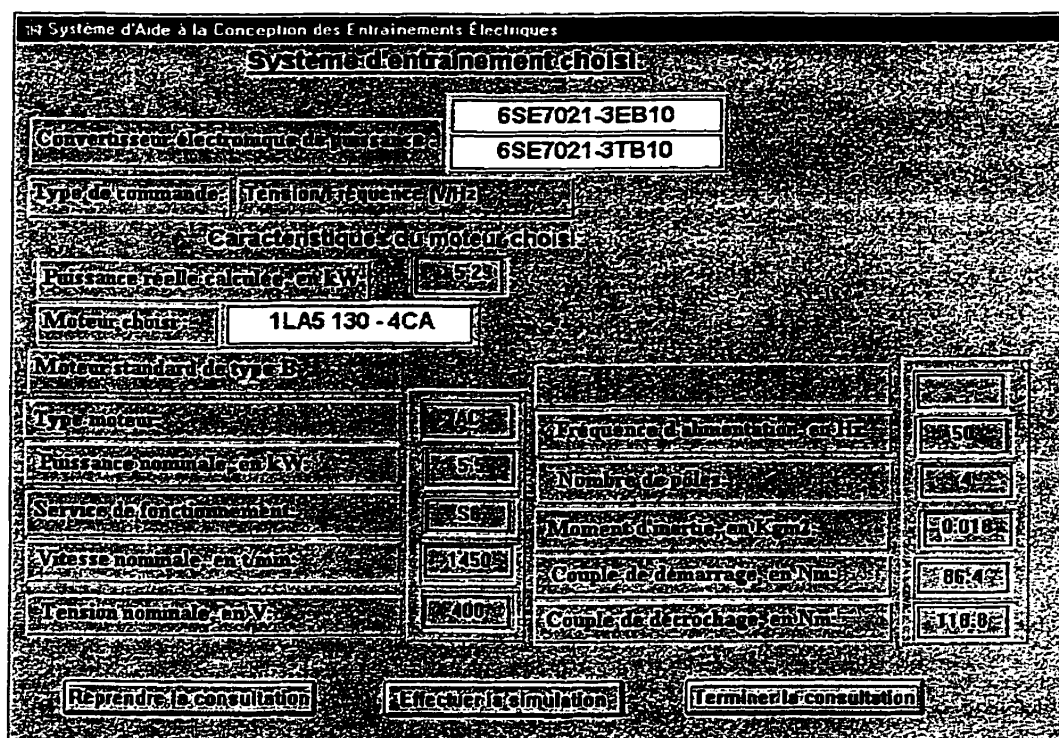 Système d'Aide à la Conception des Entraînements Électriques
Système d'entraînement choisi:
Convertisseur électronique de puissance:
6SE7021-3EB10
6SE7021-3TB10
Type de commande: Tension/Fréquence (V/Hz)
Caractéristiques du moteur choisi:
Puissance réelle calculée, en kW: 5.29
Moteur choisi: 1LA5 130 - 4CA
Moteur standard de type B
Type moteur:
Puissance nominale, en kW: 5.5
Service de fonctionnement:
Vitesse nominale, en t/mm: 1450
Tension nominale, en V: 400
Fréquence d'alimentation, en Hz: 50
Nombre de pôles: 4
Moment d'inertie, en Kgm2: 0.018
Couple de démarrage, en Nm: 86.4
Couple de décrochage, en Nm:
Reprendre la consultation
Effectuer la simulation
Terminer la consultation